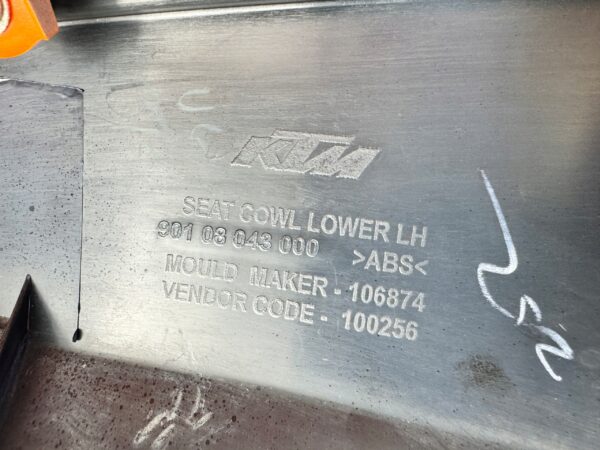 KTM
SEAT COWL LOWER LH
901 08 043 000 >ABS<
MOULD MAKER - 106874
VENDOR CODE - 100256